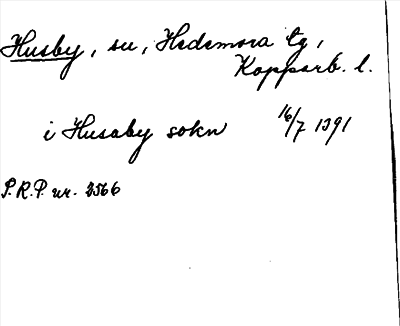 Husby, sn, Hedemora tg,
Kopparb. l.
i Husaby sokn 16/7 1391
S.R.P. nr. 2566